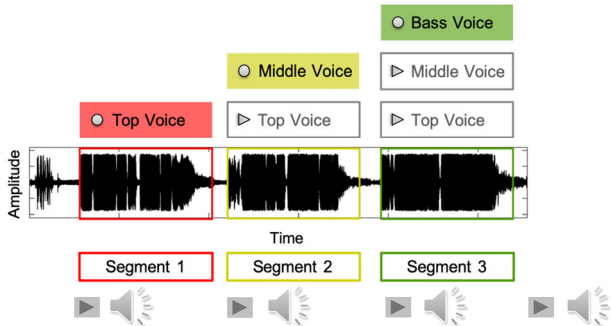 Bass Voice
Middle Voice Middle Voice
Top Voice Top Voice Top Voice
Amplitude
Time
Segment 1 Segment 2 Segment 3